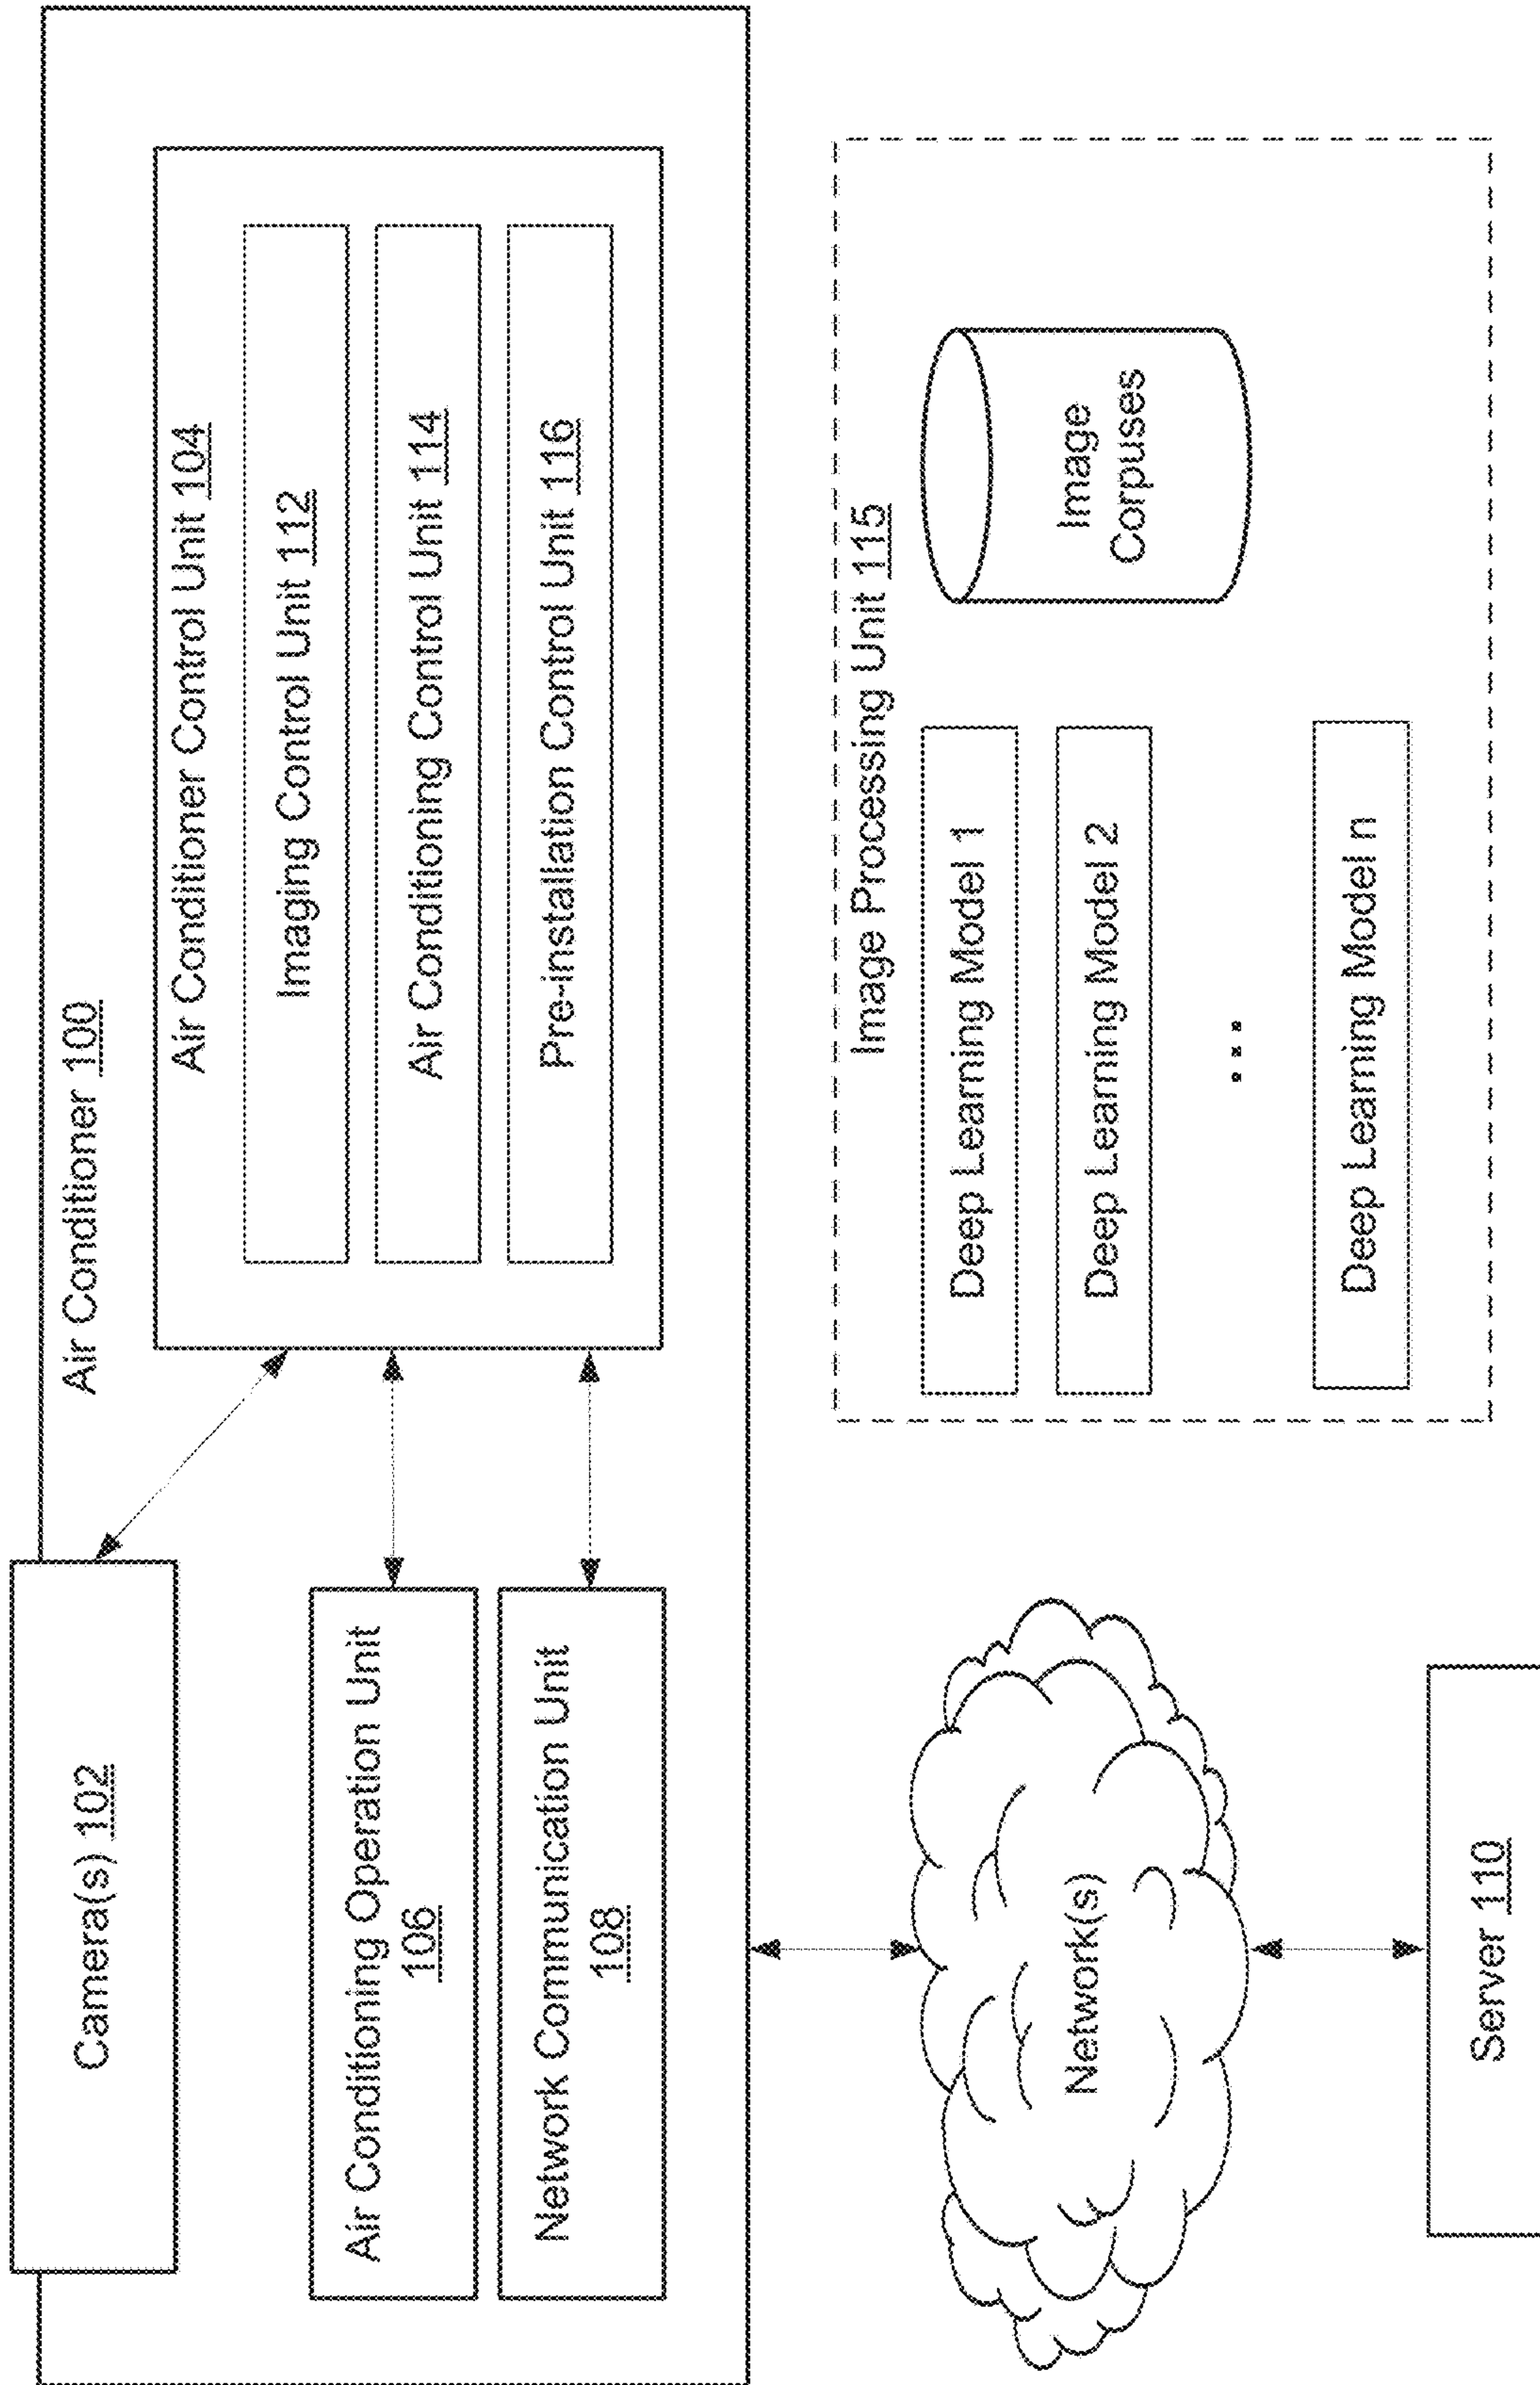 Air Conditioner 100
Camera(s) 102
Air Conditioner Control Unit 104
Imaging Control Unit 112
Air Conditioning Control Unit 114
Pre-installation Control Unit 116
Air Conditioning Operation Unit
106
Network Communication Unit
108
Network(s)
Server 110
Image Processing Unit 115
Deep Learning Model 1
Deep Learning Model 2
...
Deep Learning Model n
Image
Corpuses